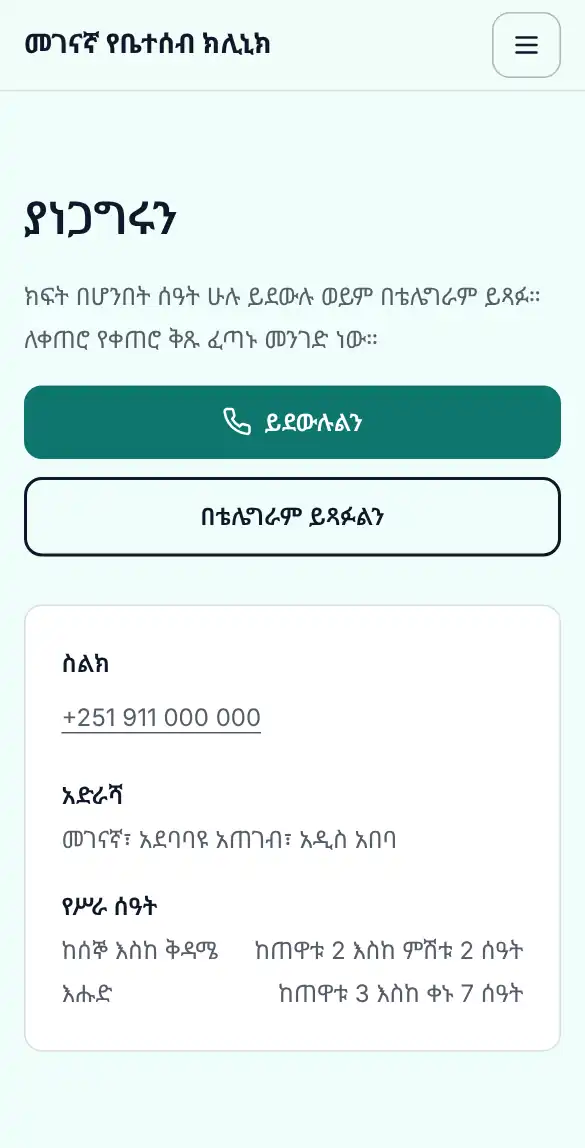 መገናኛ የቤተሰብ ክሊኒክ
ያነጋግሩን
ክፍት በሆንበት ሰዓት ሁሉ ይደውሉ ወይም በቴሌግራም ይጻፉ።
ለቀጠሮ የቀጠሮ ቅጹ ፈጣኑ መንገድ ነው።
ይደውሉልን
በቴሌግራም ይጻፉልን
ስልክ
+251 911 000 000
አድራሻ
መገናኛ፣ አደባባዩ አጠገብ፣ አዲስ አበባ
የሥራ ሰዓት
ከሰኞ እስከ ቅዳሜ ከጠዋቱ 2 እስከ ምሽቱ 2 ሰዓት
እሑድ ከጠዋቱ 3 እስከ ቀኑ 7 ሰዓት